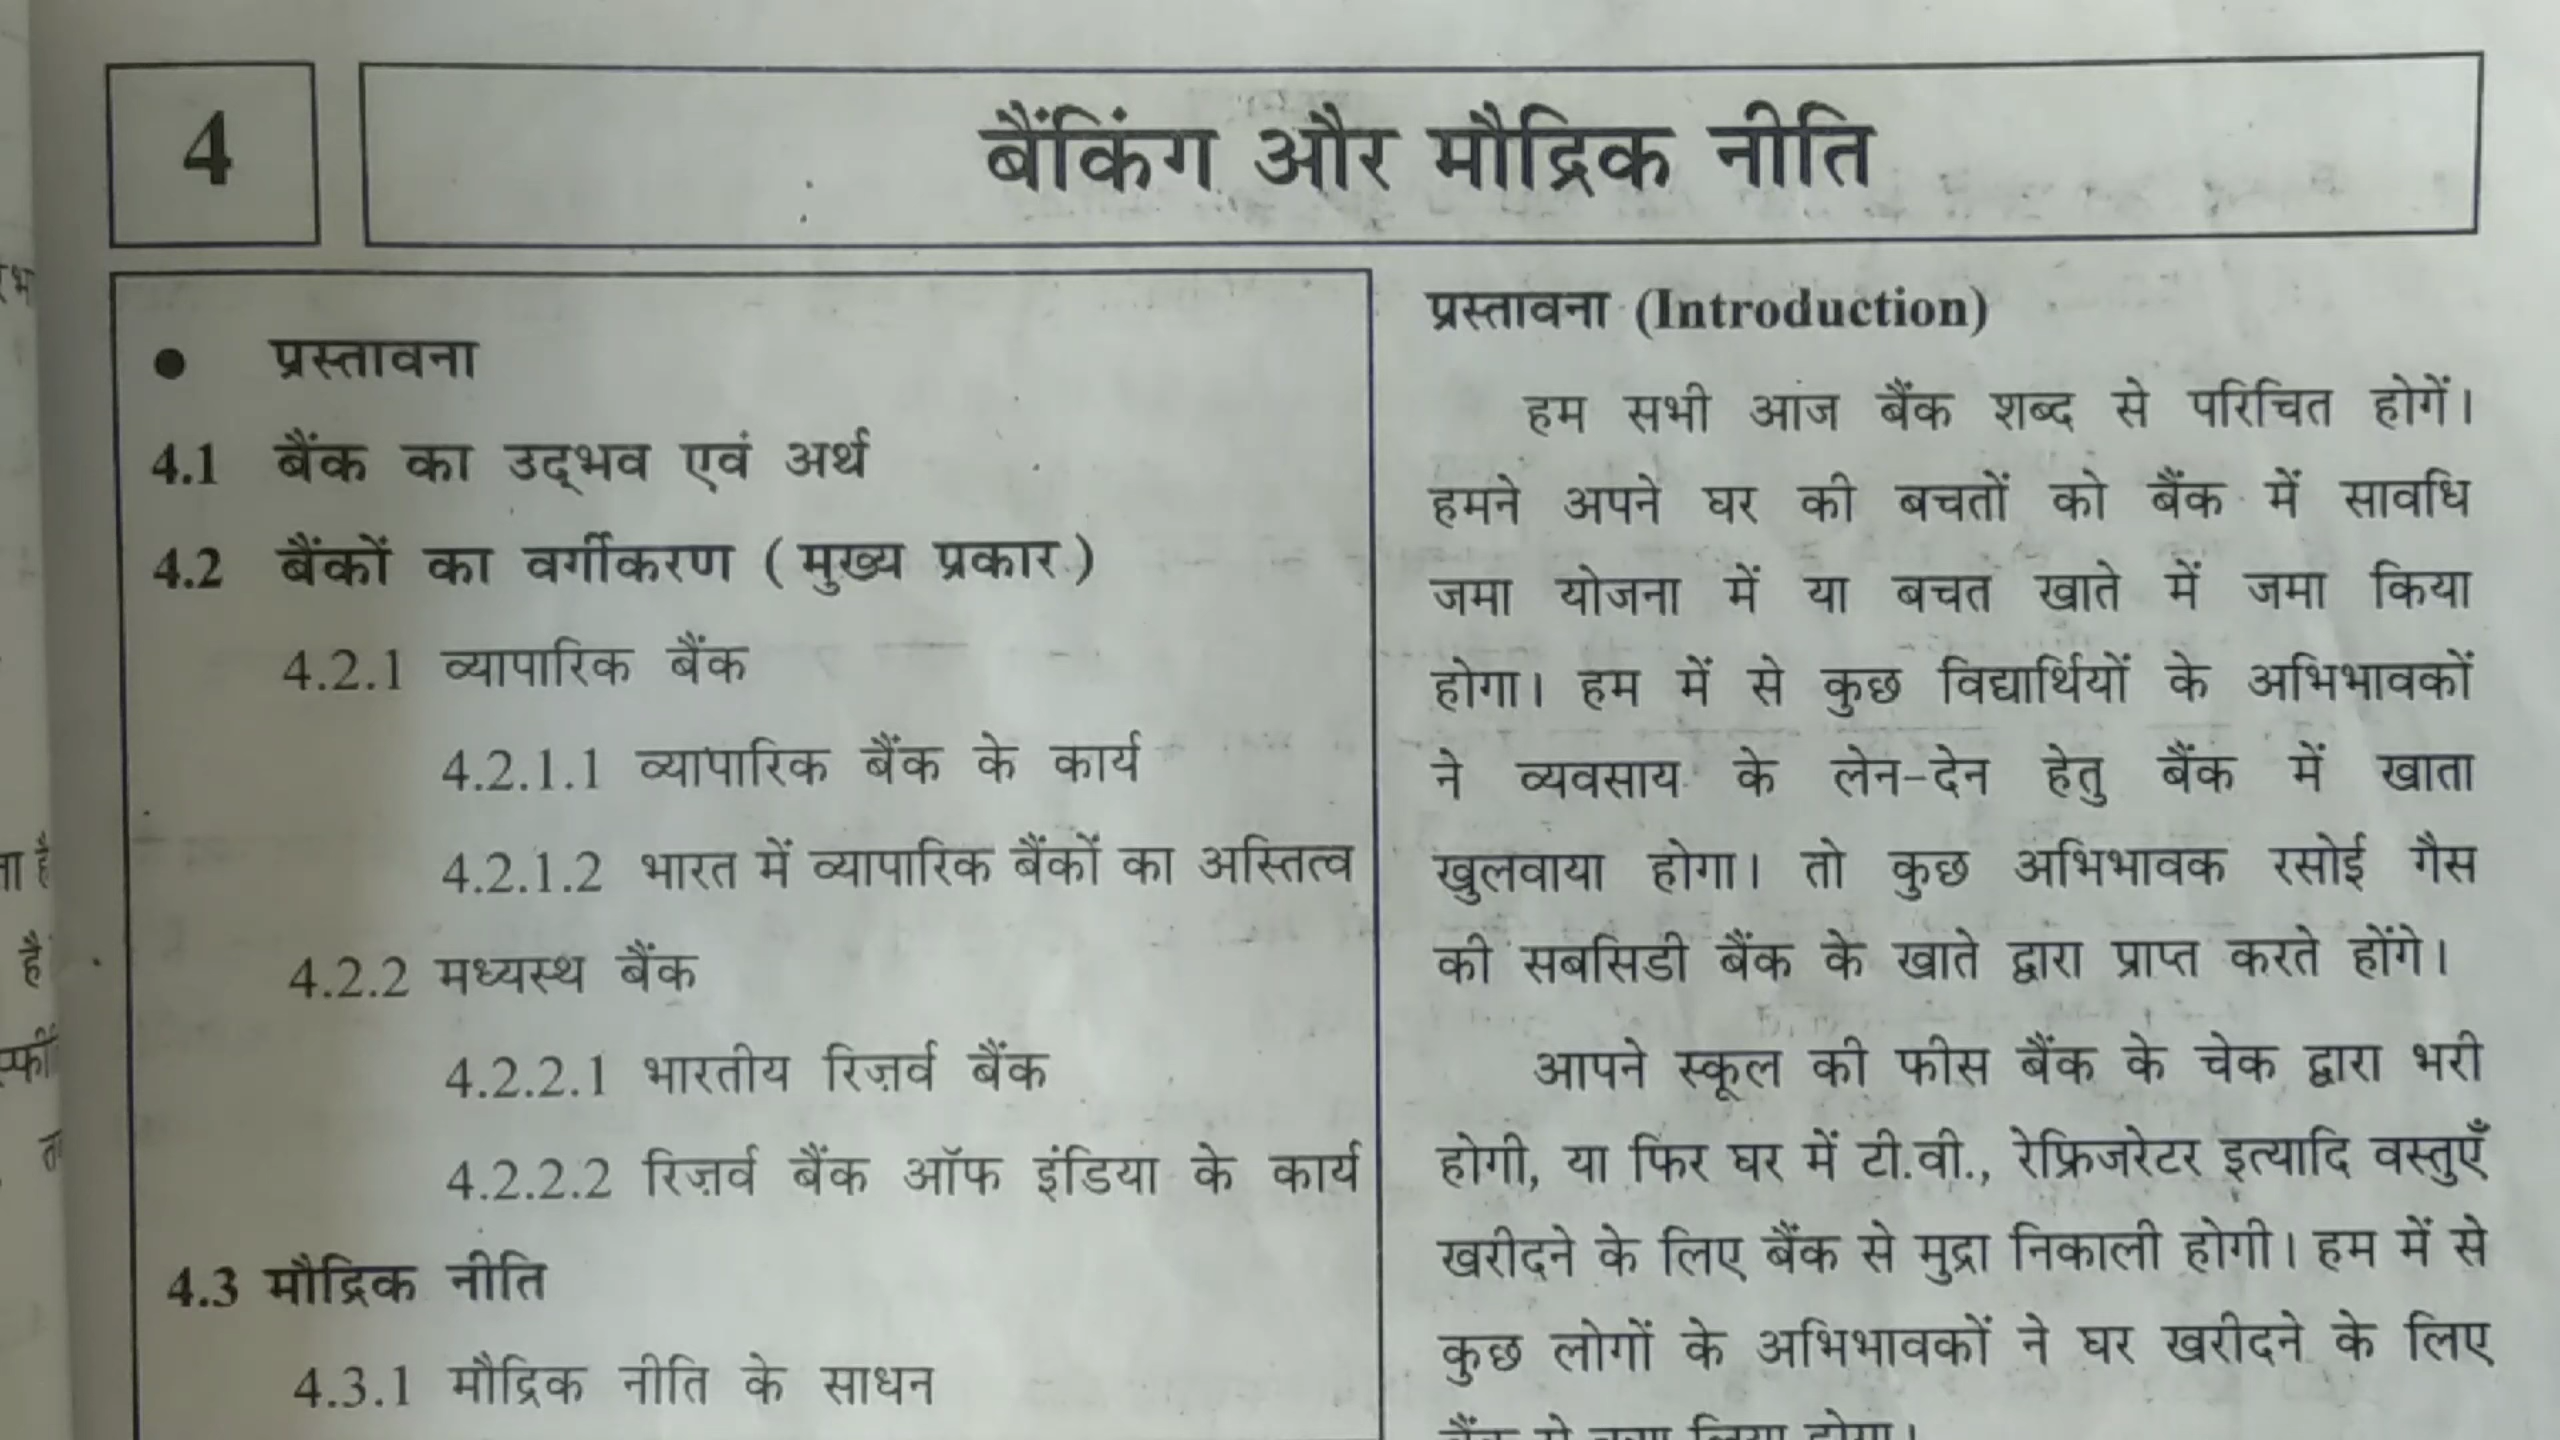 4
बैंकिंग और मौद्रिक नीति
● प्रस्तावना
4.1 बैंक का उद्‌भव एवं अर्थ
4.2 बैंकों का वर्गीकरण (मुख्य प्रकार)
4.2.1 व्यापारिक बैंक
4.2.1.1 व्यापारिक बैंक के कार्य
4.2.1.2 भारत में व्यापारिक बैंकों का अस्तित्व
4.2.2 मध्यस्थ बैंक
4.2.2.1 भारतीय रिज़र्व बैंक
4.2.2.2 रिज़र्व बैंक ऑफ इंडिया के कार्य
4.3 मौद्रिक नीति
4.3.1 मौद्रिक नीति के साधन
प्रस्तावना (Introduction)
हम सभी आज बैंक शब्द से परिचित होगें।
हमने अपने घर की बचतों को बैंक में सावधि
जमा योजना में या बचत खाते में जमा किया
होगा। हम में से कुछ विद्यार्थियों के अभिभावकों
ने व्यवसाय के लेन-देन हेतु बैंक में खाता
खुलवाया होगा। तो कुछ अभिभावक रसोई गैस
की सबसिडी बैंक के खाते द्वारा प्राप्त करते होंगे।
आपने स्कूल की फीस बैंक के चेक द्वारा भरी
होगी, या फिर घर में टी.वी., रेफ्रिजरेटर इत्यादि वस्तुएँ
खरीदने के लिए बैंक से मुद्रा निकाली होगी। हम में से
कुछ लोगों के अभिभावकों ने घर खरीदने के लिए